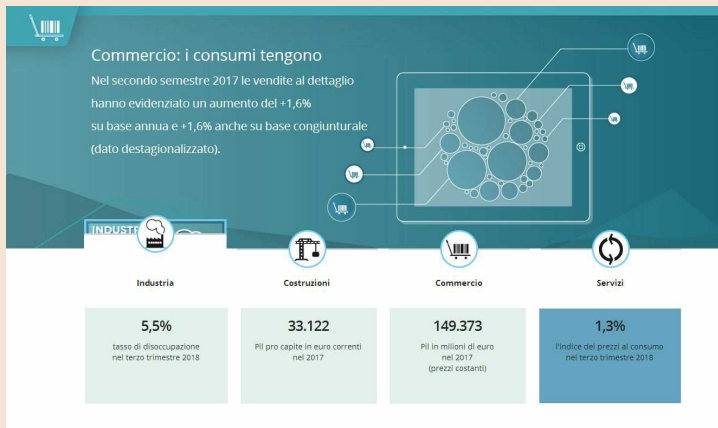 Commercio: i consumi tengono
Nel secondo semestre 2017 le vendite al dettaglio
hanno evidenziato un aumento del +1,6%
su base annua e +1,6% anche su base congiunturale
(dato destagionalizzato).
Industria
Costruzioni
Commercio
Servizi
5,5%
tasso di disoccupazione
nel terzo trimestre 2018
33.122
Pil pro capite in euro correnti
nel 2017
149.373
Pil in milioni di euro
nel 2017
(prezzi costanti)
1,3%
l'indice dei prezzi al consumo
nel terzo trimestre 2018